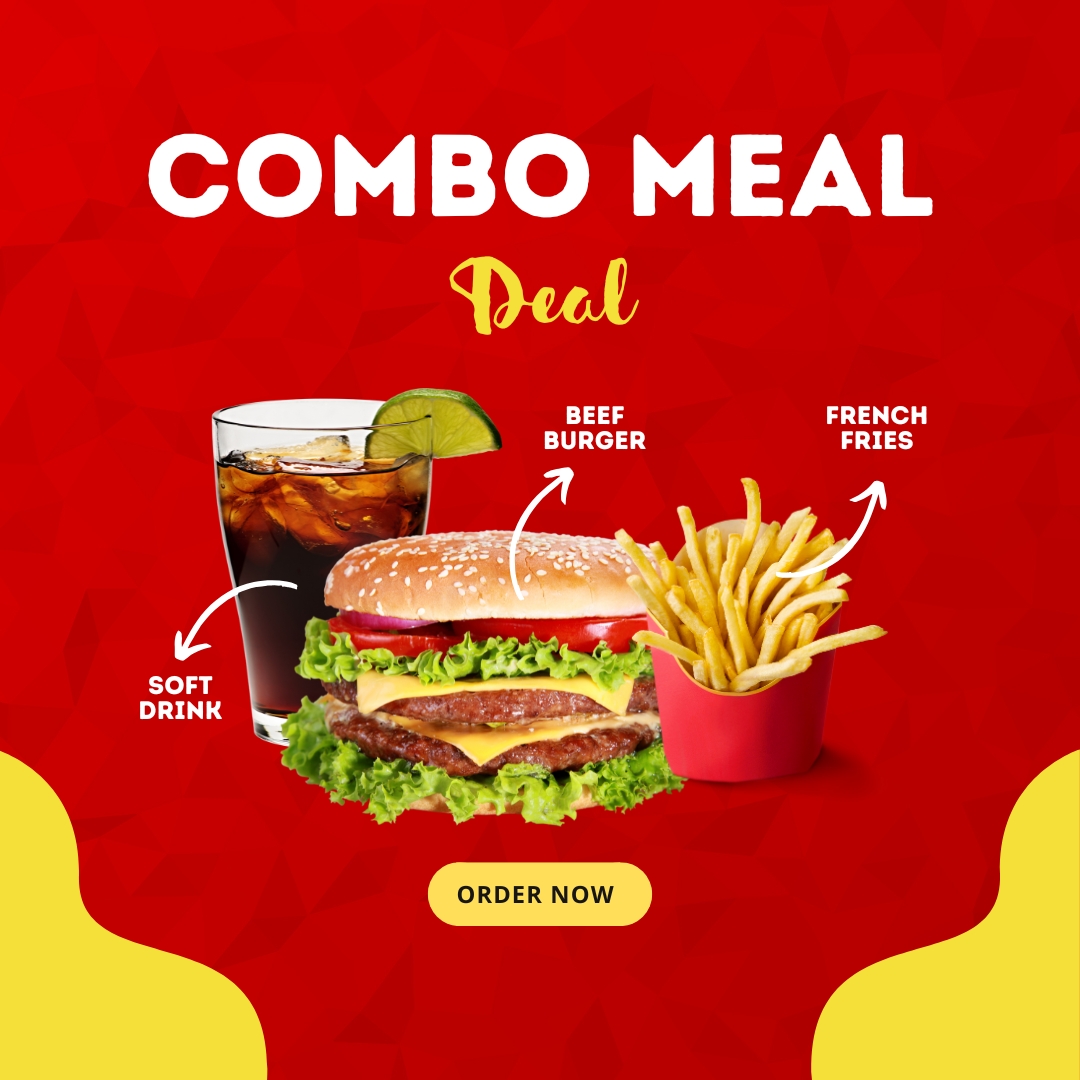 COMBO MEAL
Deal
BEEF
BURGER
FRENCH
FRIES
SOFT
DRINK
ORDER NOW